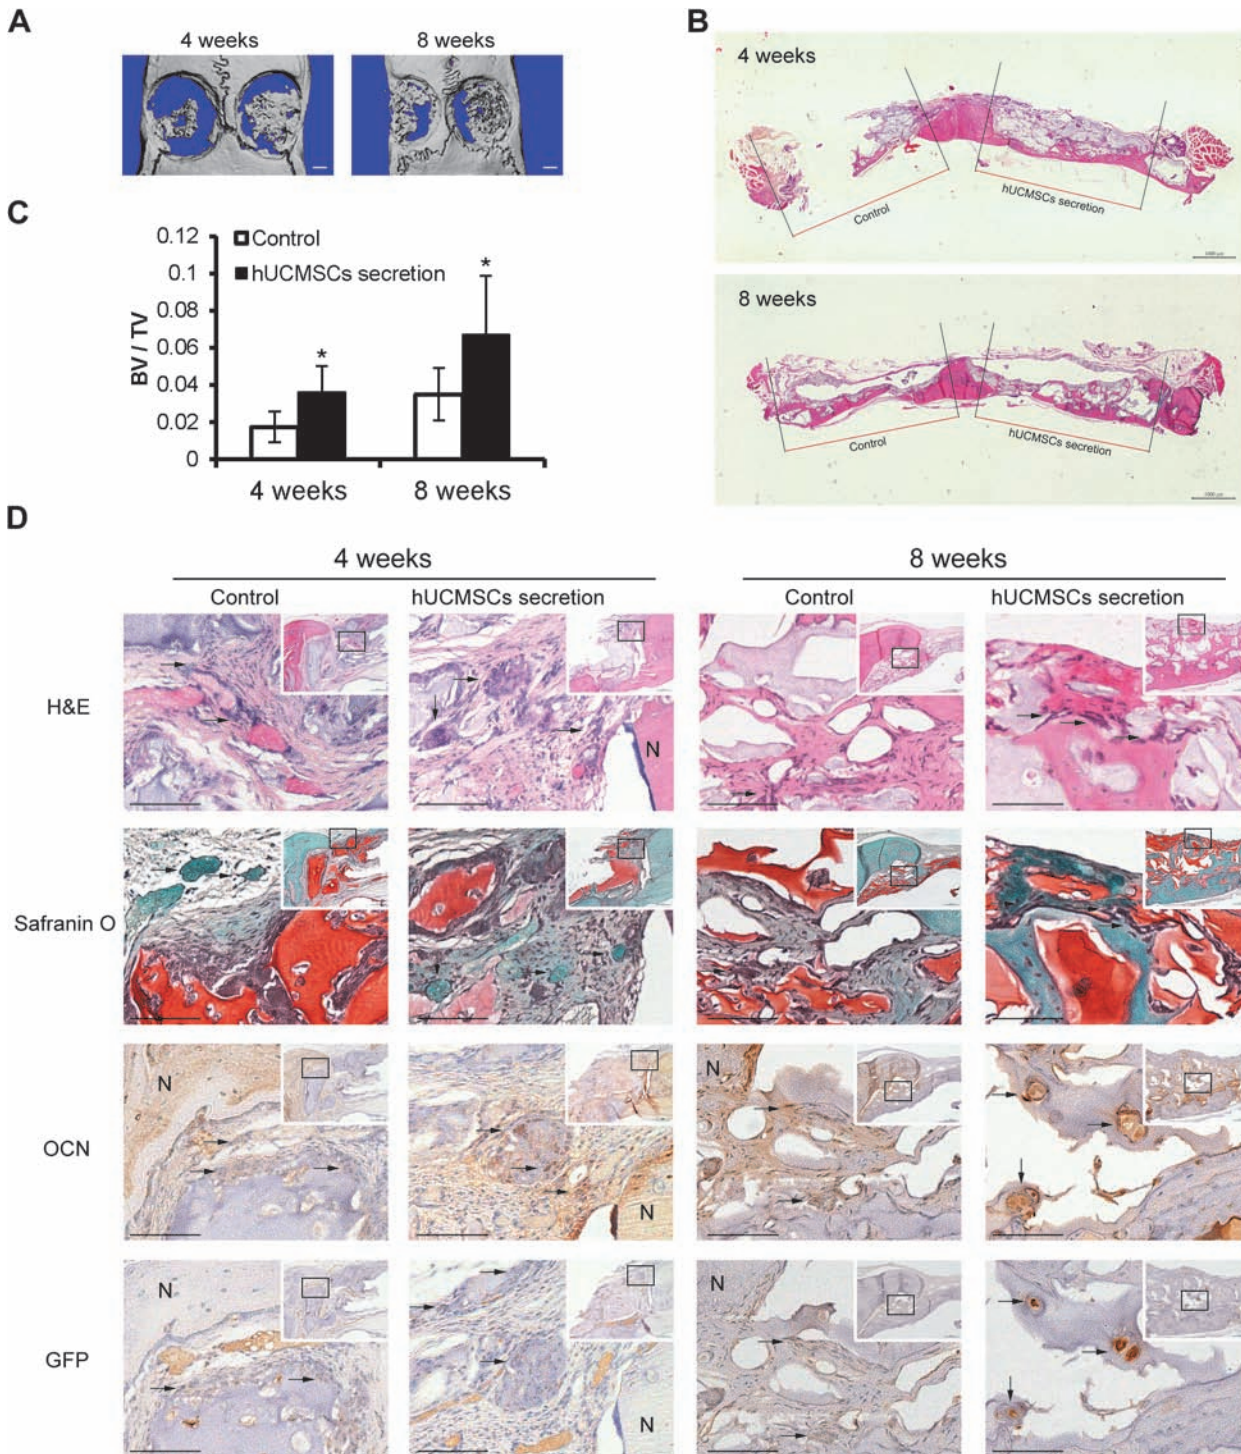 A
4 weeks
8 weeks
B
4 weeks
Control
hUCMSCs secretion
8 weeks
Control
hUCMSCs secretion
C
0.12
0.1
0.08
0.06
0.04
0.02
0
BV / TV
Control
hUCMSCs secretion
*
*
4 weeks
8 weeks
D
4 weeks
8 weeks
Control
hUCMSCs secretion
Control
hUCMSCs secretion
H&E
N
Safranin O
OCN
N
N
N
GFP
N
N
N